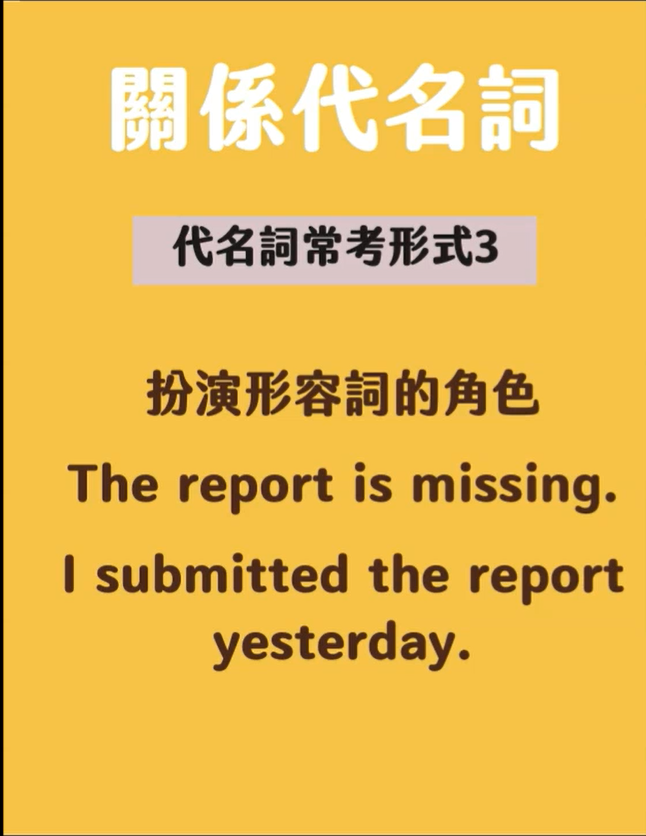 關係代名詞
代名詞常考形式3
扮演形容詞的角色
The report is missing.
I submitted the report
yesterday.